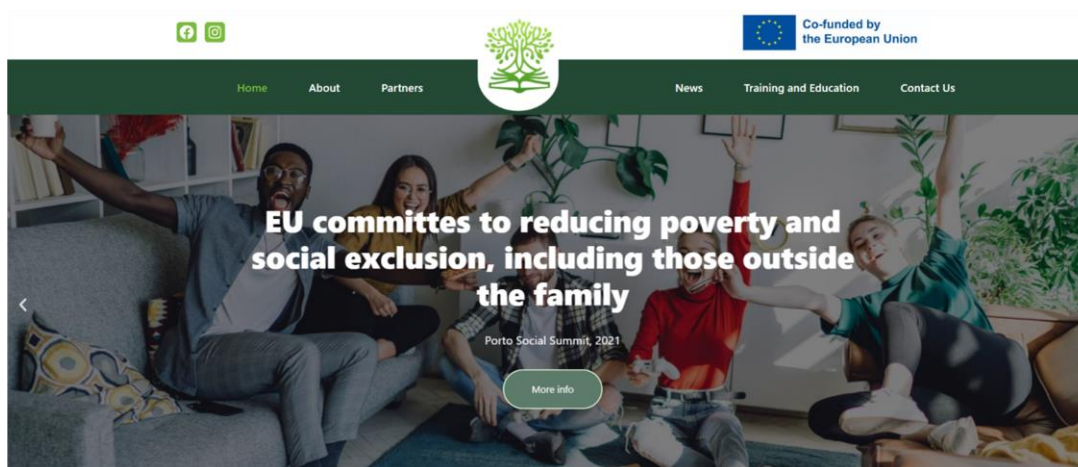 Co-funded by
the European Union
Home About Partners News Training and Education Contact Us
EU committes to reducing poverty and
social exclusion, including those outside
the family
Porto Social Summit, 2021
More info